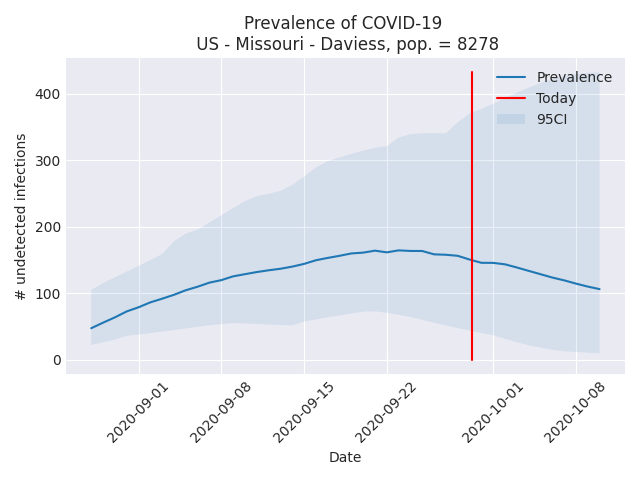 Prevalence of COVID-19
US - Missouri - Daviess, pop. = 8278
Prevalence
Today
95CI
# undetected infections
400
300
200
100
0
2020-09-01
2020-09-08
2020-09-15
2020-09-22
2020-10-01
2020-10-08
Date